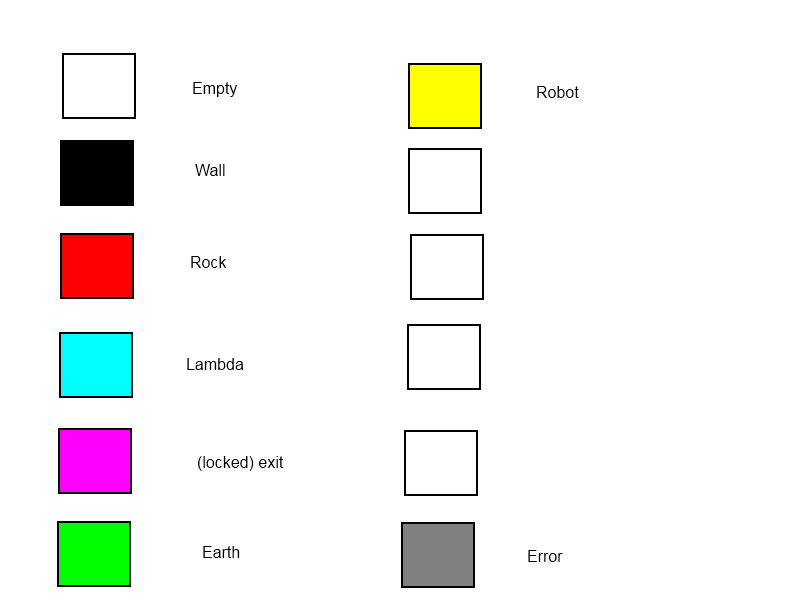 Empty
Wall
Rock
Lambda
(locked) exit
Earth
Robot
Error